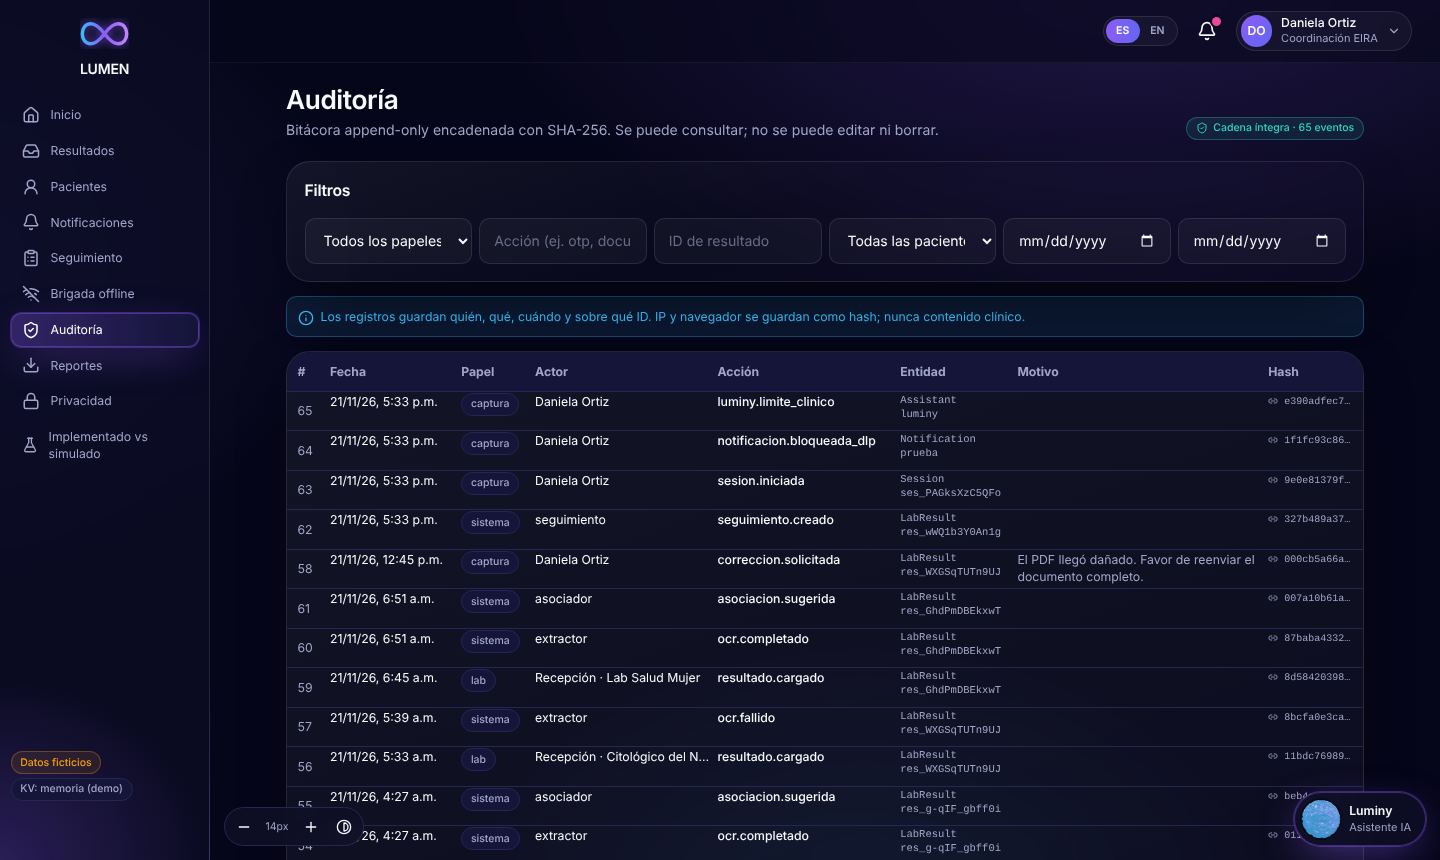 LUMEN
Inicio
Resultados
Pacientes
Notificaciones
Seguimiento
Brigada offline
Auditoría
Reportes
Privacidad
Implementado vs
simulado
Datos ficticios
KV: memoria (demo)
ES EN
DO Daniela Ortiz
Coordinación EIRA
Auditoría
Bitácora append-only encadenada con SHA-256. Se puede consultar; no se puede editar ni borrar.
Cadena íntegra · 65 eventos
Filtros
Todos los papeles Acción (ej. otp, docu ID de resultado Todas las paciente mm/dd/yyyy mm/dd/yyyy
Los registros guardan quién, qué, cuándo y sobre qué ID. IP y navegador se guardan como hash; nunca contenido clínico.
# Fecha Papel Actor Acción Entidad Motivo Hash
65 21/11/26, 5:33 p.m. captura Daniela Ortiz luminy.limite_clinico Assistant e390adfec7…
luminy
64 21/11/26, 5:33 p.m. captura Daniela Ortiz notificacion.bloqueada_dlp Notification 1f1fc93c86…
prueba
63 21/11/26, 5:33 p.m. captura Daniela Ortiz sesion.iniciada Session 9e0e81379f…
ses_PAGksXzC5QFo
62 21/11/26, 5:33 p.m. sistema seguimiento seguimiento.creado LabResult 327b489a37…
res_wWQ1b3Y0An1g
58 21/11/26, 12:45 p.m. captura Daniela Ortiz correccion.solicitada LabResult El PDF llegó dañado. Favor de reenviar el 000cb5a66a…
res_WXGSqTUTn9UJ documento completo.
61 21/11/26, 6:51 a.m. sistema asociador asociacion.sugerida LabResult 007a10b61a…
res_GhdPmDBEkxwT
60 21/11/26, 6:51 a.m. sistema extractor ocr.completado LabResult 87baba4332…
res_GhdPmDBEkxwT
59 21/11/26, 6:45 a.m. lab Recepción · Lab Salud Mujer resultado.cargado LabResult 8d58420398…
res_GhdPmDBEkxwT
57 21/11/26, 5:39 a.m. sistema extractor ocr.fallido LabResult 8bcfa0e3ca…
res_WXGSqTUTn9UJ
56 21/11/26, 5:33 a.m. lab Recepción · Citológico del N… resultado.cargado LabResult 11bdc76989…
res_WXGSqTUTn9UJ
55 21/11/26, 4:27 a.m. sistema asociador asociacion.sugerida LabResult
res_g-qIF_gbff0i
54 4:27 a.m. sistema extractor ocr.completado LabResult
res_g-qIF_gbff0i
− 14px +
Luminy
Asistente IA